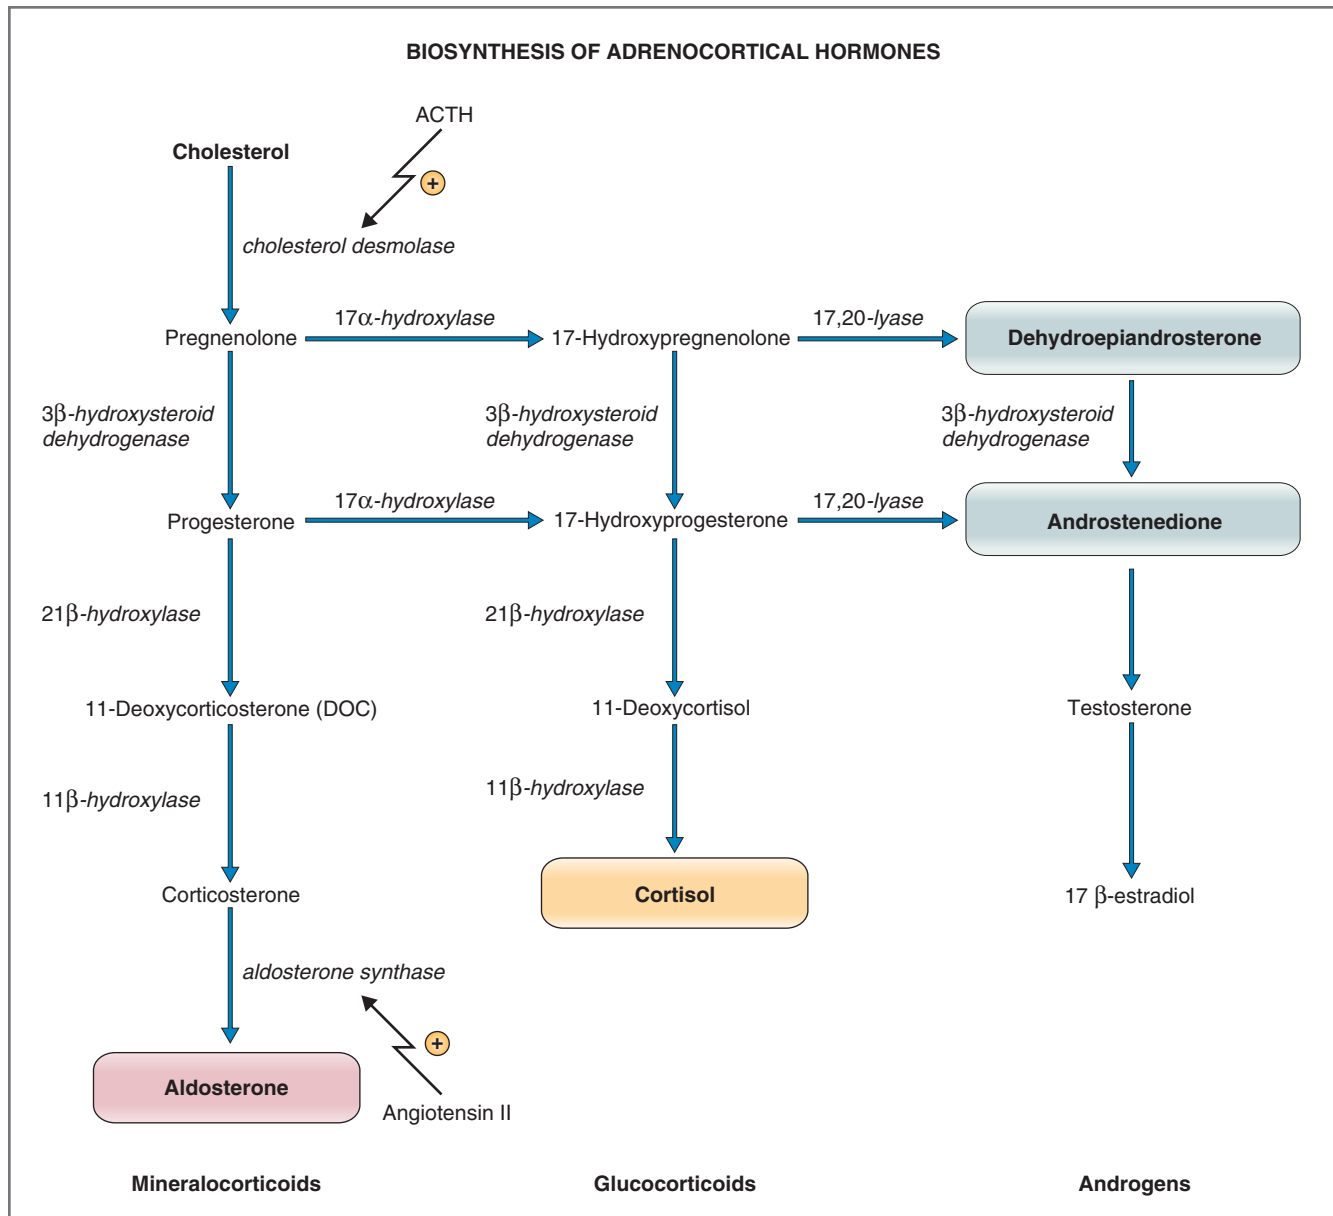 BIOSYNTHESIS OF ADRENOCORTICAL HORMONES
ACTH
Cholesterol
+
cholesterol desmolase
17α-hydroxylase
17,20-lyase
Pregnenolone
17-Hydroxypregnenolone
Dehydroepiandrosterone
3β-hydroxysteroid
dehydrogenase
3β-hydroxysteroid
dehydrogenase
3β-hydroxysteroid
dehydrogenase
17α-hydroxylase
17,20-lyase
Progesterone
17-Hydroxyprogesterone
Androstenedione
21β-hydroxylase
21β-hydroxylase
11-Deoxycorticosterone (DOC)
11-Deoxycortisol
Testosterone
11β-hydroxylase
11β-hydroxylase
Corticosterone
Cortisol
17 β-estradiol
aldosterone synthase
+
Aldosterone
Angiotensin II
Mineralocorticoids
Glucocorticoids
Androgens